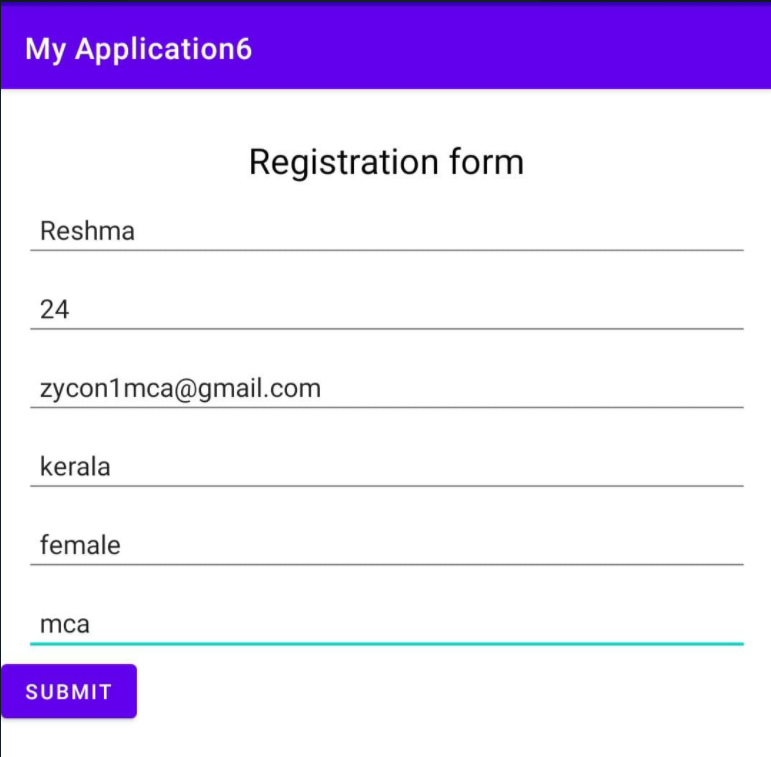 My Application6
Registration form
Reshma
24
zycon1mca@gmail.com
kerala
female
mca
SUBMIT